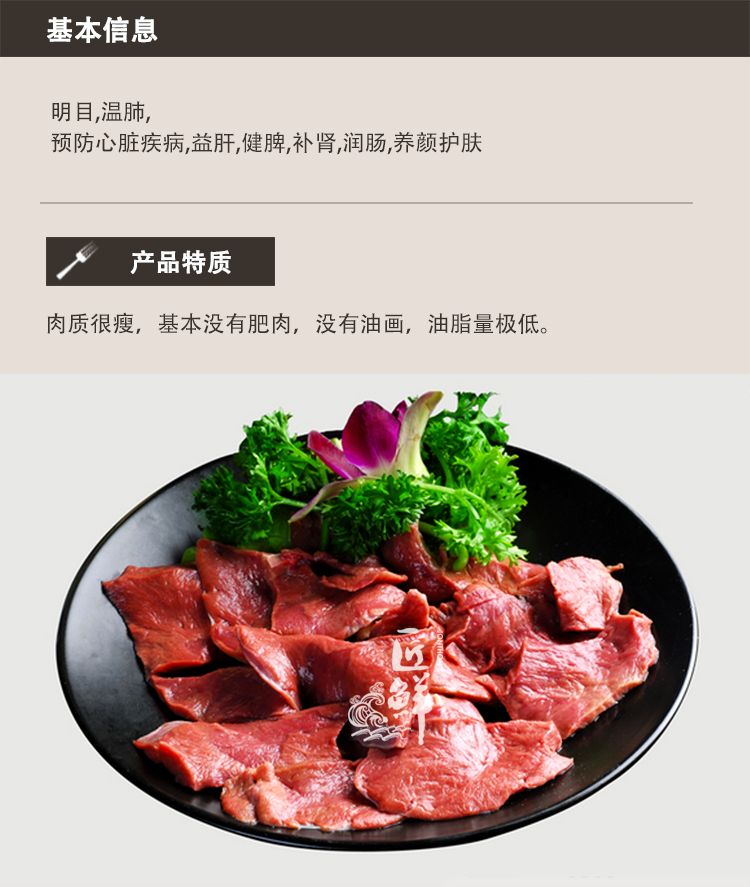 基本信息
明目,温肺,
预防心脏疾病,益肝,健脾,补肾,润肠,养颜护肤
产品特质
肉质很瘦，基本没有肥肉，没有油画，油脂量极低。
匠鲜